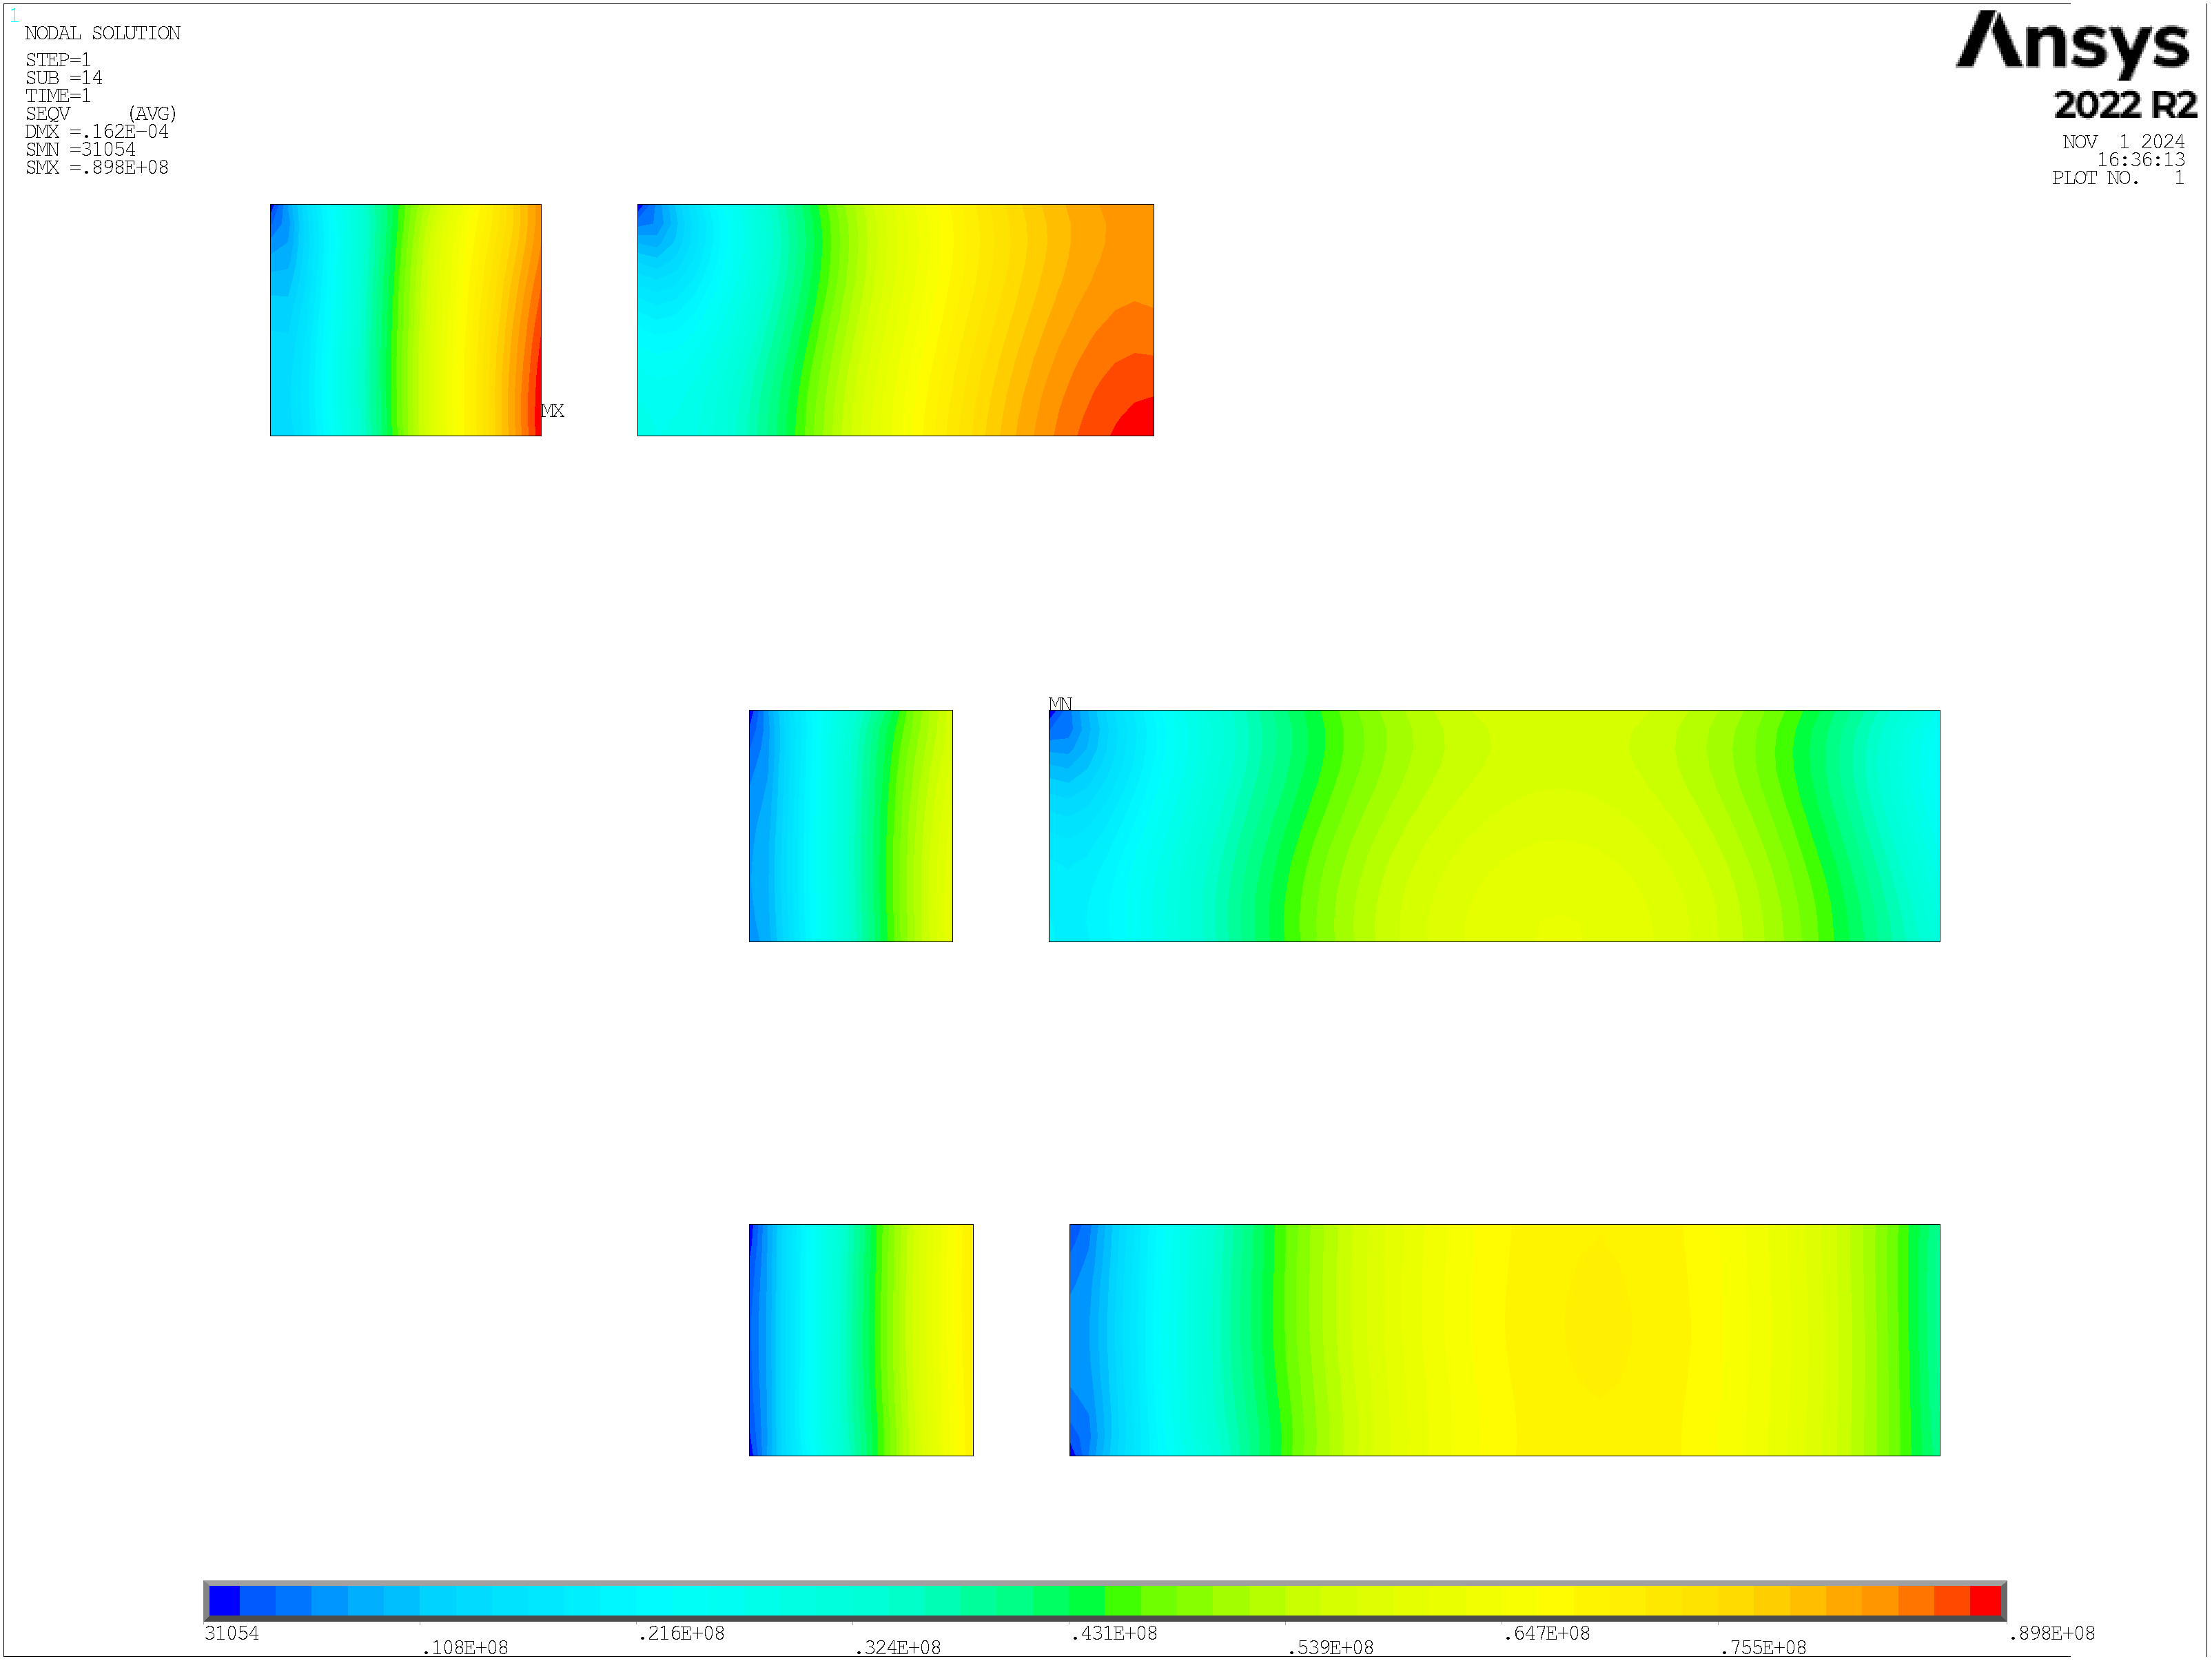 1
NODAL SOLUTION
STEP=1
SUB =14
TIME=1
SEQV (AVG)
DMX =.162E-04
SMN =31054
SMX =.898E+08
Ansys
2022 R2
NOV 1 2024
16:36:13
PLOT NO. 1
MX
MN
31054
.108E+08
.216E+08
.324E+08
.431E+08
.539E+08
.647E+08
.755E+08
.898E+08